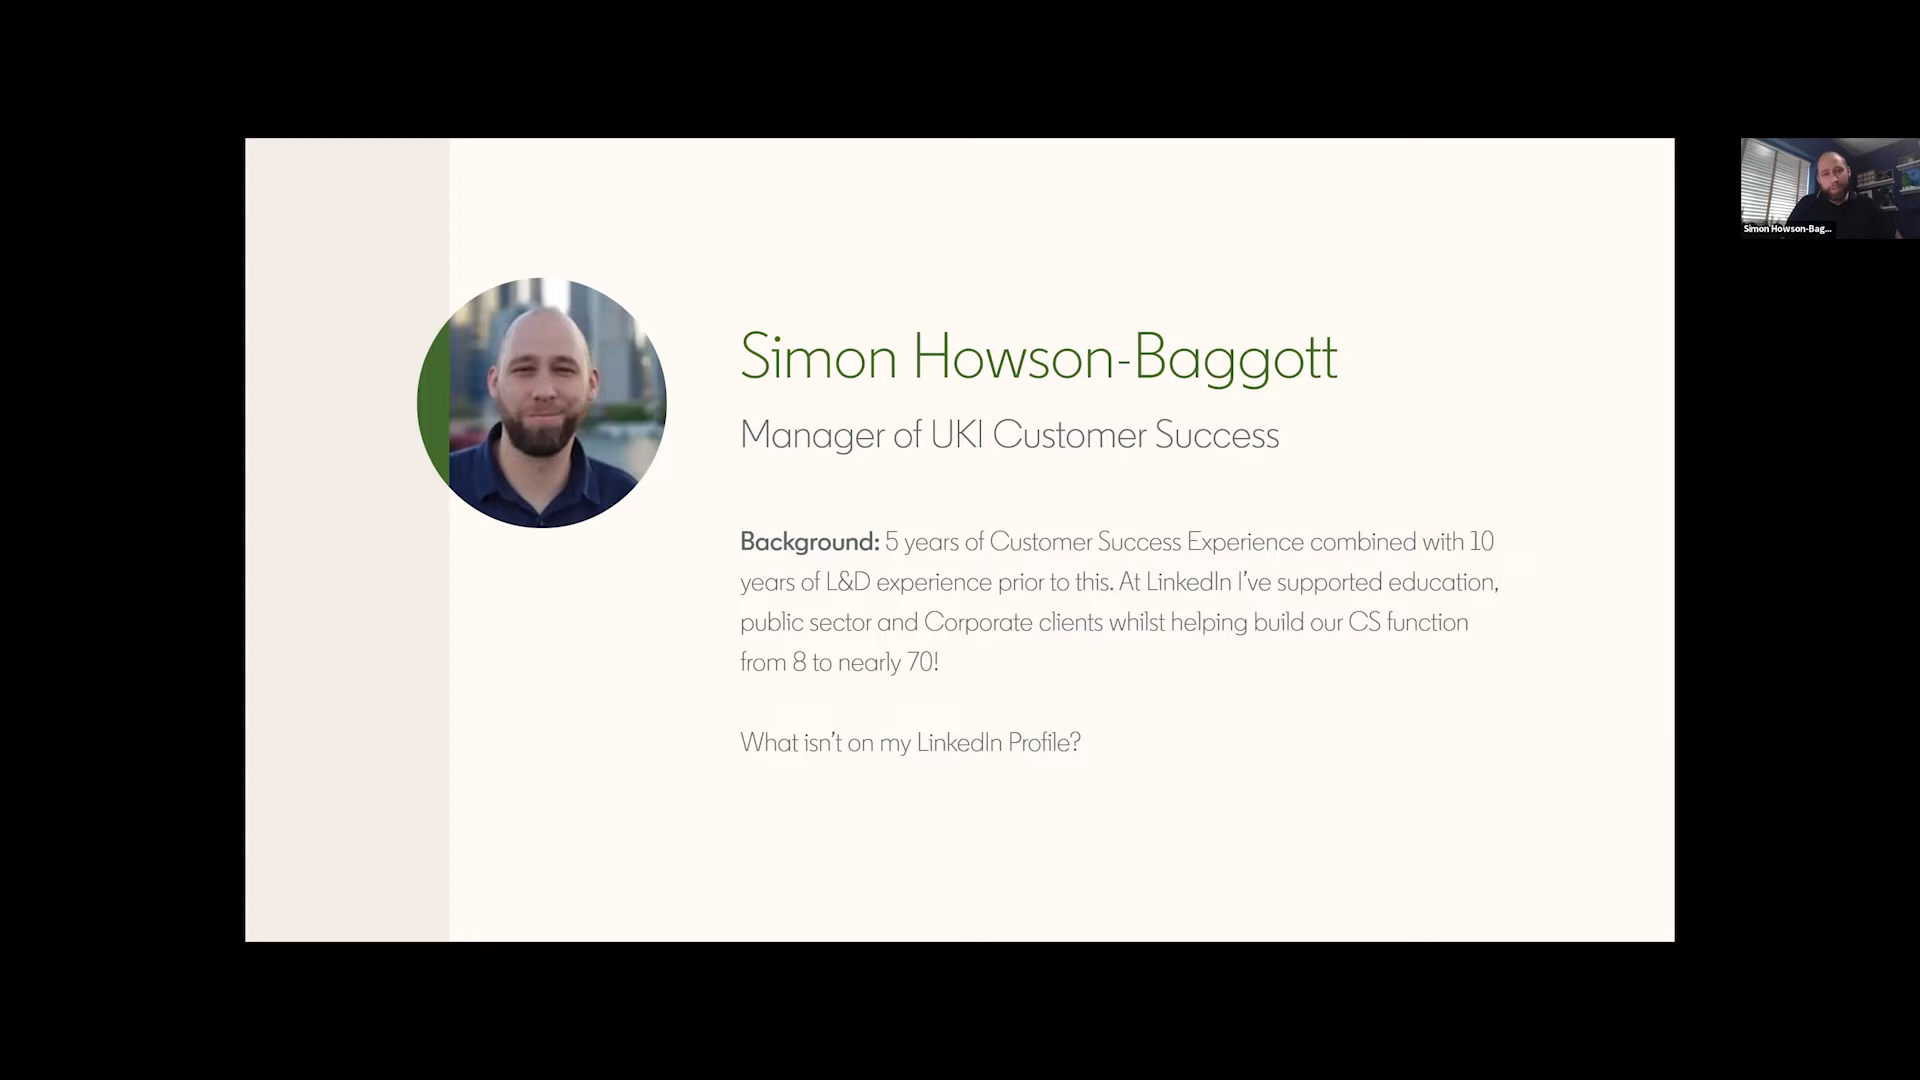 Simon Howson-Baggott
Manager of UKI Customer Success
Background: 5 years of Customer Success Experience combined with 10
years of L&D experience prior to this. At LinkedIn I’ve supported education,
public sector and Corporate clients whilst helping build our CS function
from 8 to nearly 70!
What isn’t on my LinkedIn Profile?
Simon Howson-Bag...